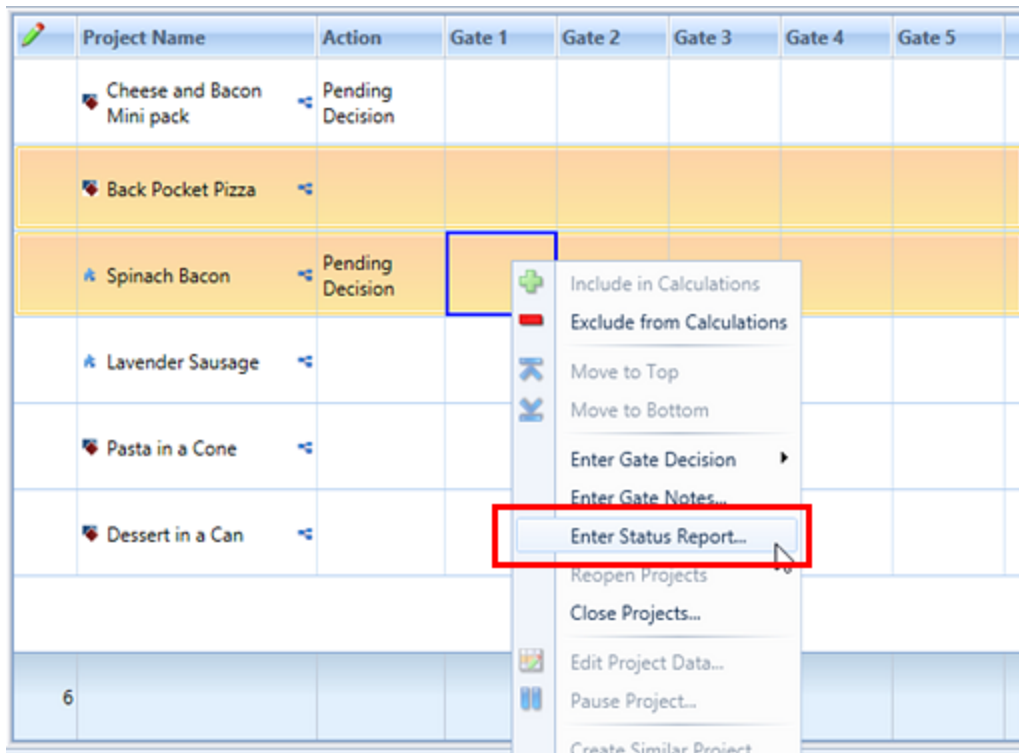 Project Name Action Gate 1 Gate 2 Gate 3 Gate 4 Gate 5
Cheese and Bacon
Mini pack
Pending
Decision
Back Pocket Pizza
Spinach Bacon
Pending
Decision
Lavender Sausage
Pasta in a Cone
Dessert in a Can
6
Include in Calculations
Exclude from Calculations
Move to Top
Move to Bottom
Enter Gate Decision
Enter Gate Notes...
Enter Status Report...
Reopen Projects
Close Projects...
Edit Project Data...
Pause Project...
Create Similar Project